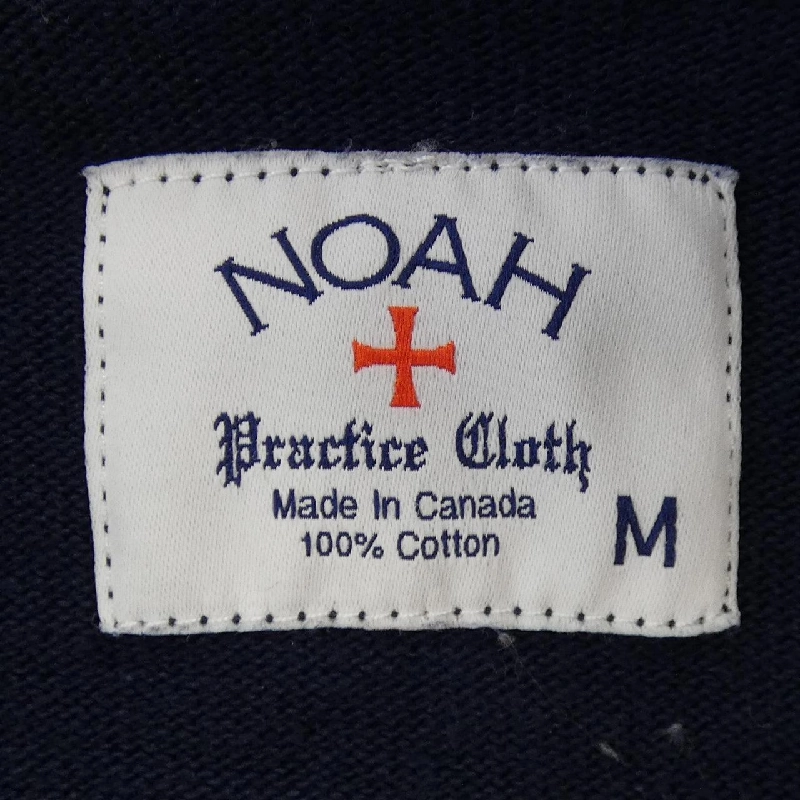 NOAH
Practice Cloth
Made In Canada
100% Cotton
M